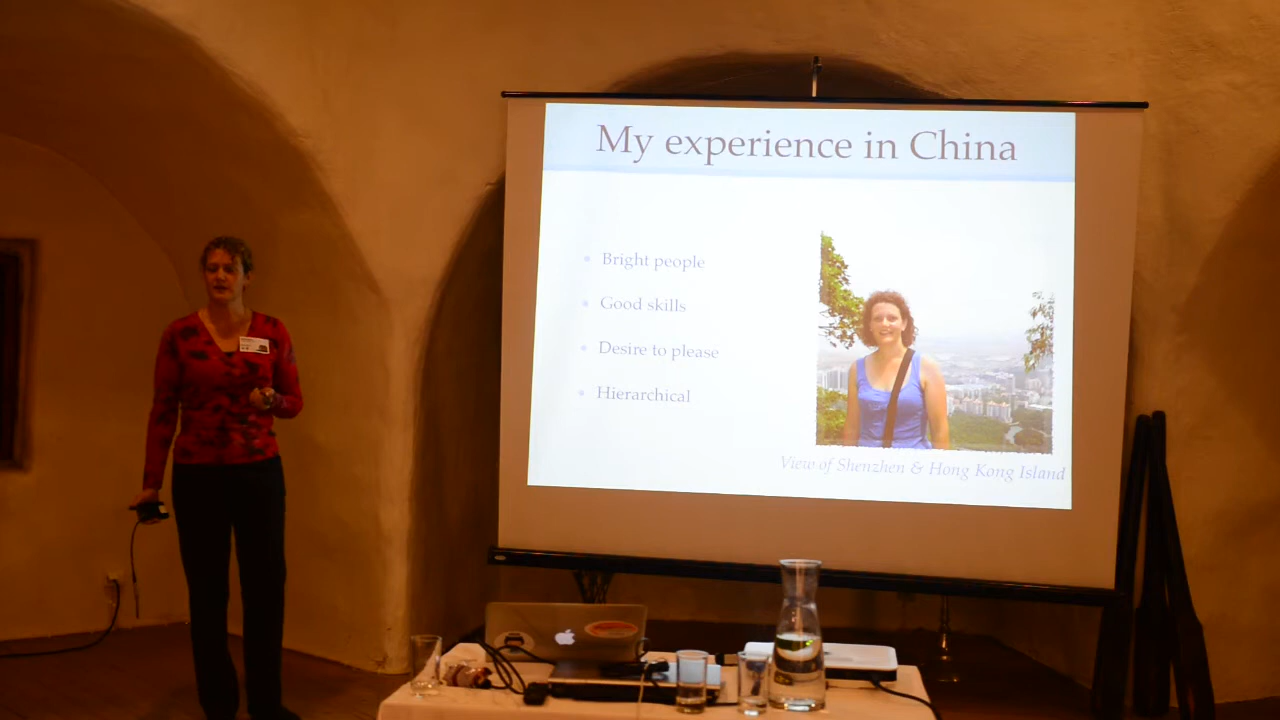 My experience in China
Bright people
Good skills
Desire to please
Hierarchical
View of Shenzhen & Hong Kong Island